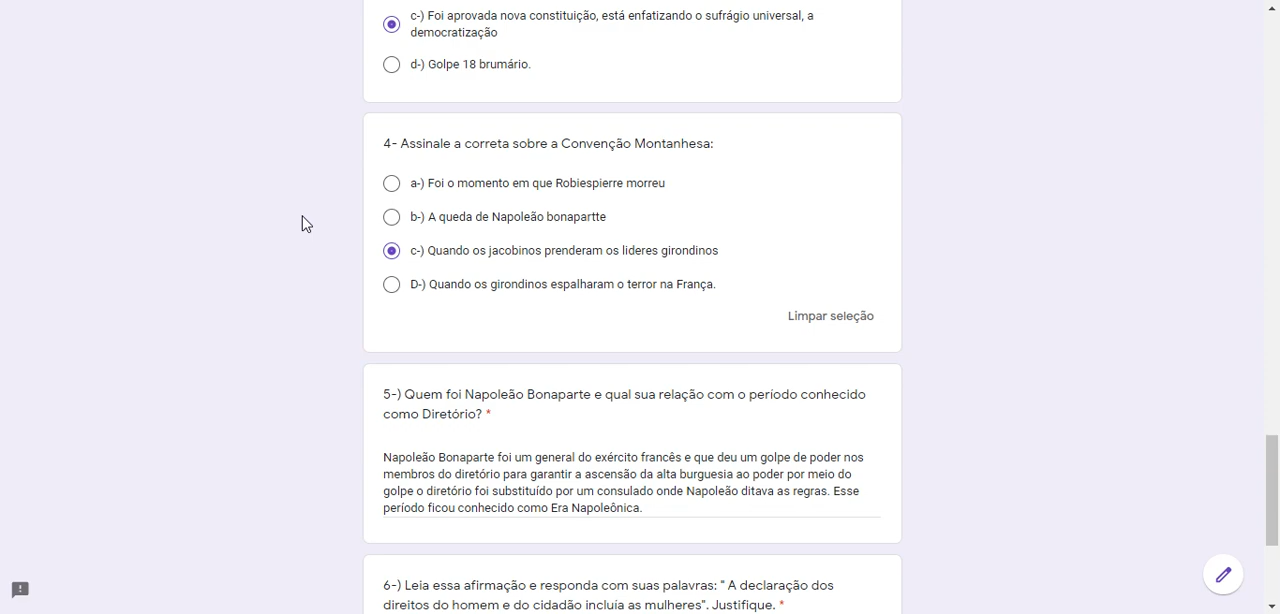 c-) Foi aprovada nova constituição, está enfatizando o sufrágio universal, a
democratização
d-) Golpe 18 brumário.
4- Assinale a correta sobre a Convenção Montanhesa:
a-) Foi o momento em que Robiespierre morreu
b-) A queda de Napoleão bonapartte
c-) Quando os jacobinos prenderam os lideres girondinos
D-) Quando os girondinos espalharam o terror na França.
Limpar seleção
5-) Quem foi Napoleão Bonaparte e qual sua relação com o período conhecido
como Diretório? *
Napoleão Bonaparte foi um general do exército francês e que deu um golpe de poder nos
membros do diretório para garantir a ascensão da alta burguesia ao poder por meio do
golpe o diretório foi substituído por um consulado onde Napoleão ditava as regras. Esse
período ficou conhecido como Era Napoleônica.
6-) Leia essa afirmação e responda com suas palavras: " A declaração dos
direitos do homem e do cidadão incluía as mulheres". Justifique. *